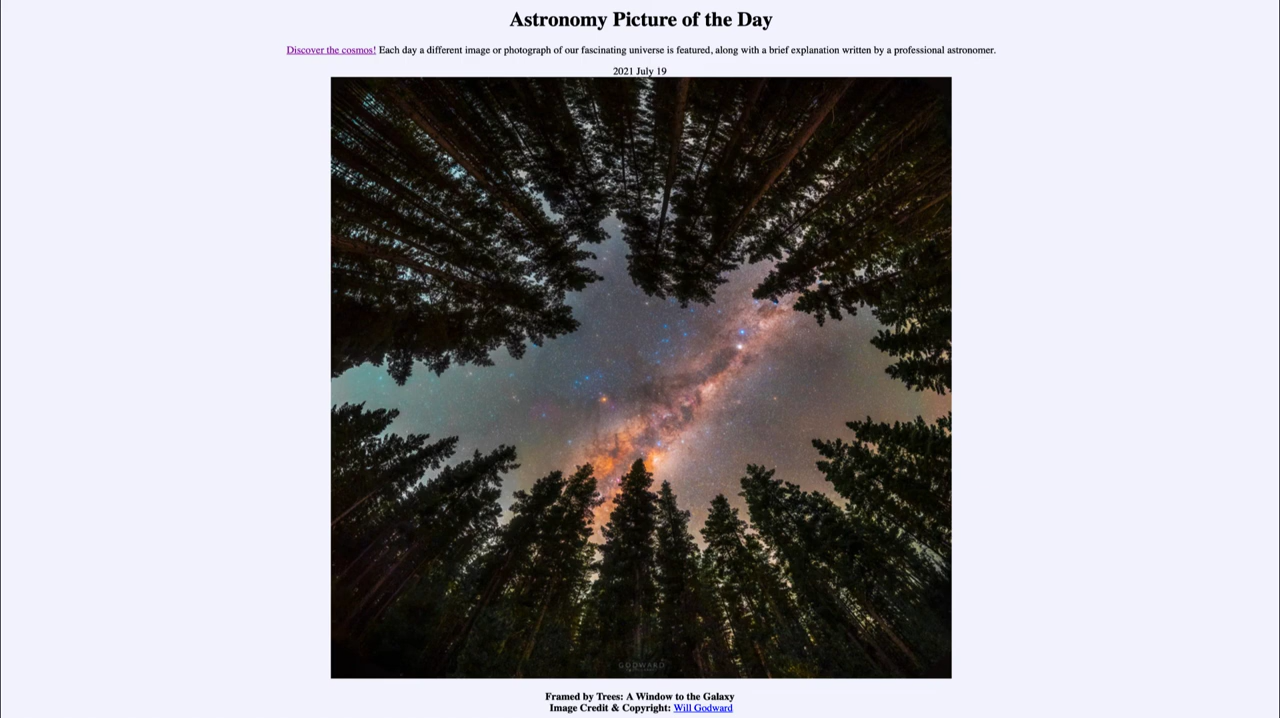 Astronomy Picture of the Day
Discover the cosmos! Each day a different image or photograph of our fascinating universe is featured, along with a brief explanation written by a professional astronomer.
2021 July 19
GODWARD
Framed by Trees: A Window to the Galaxy
Image Credit & Copyright: Will Godward